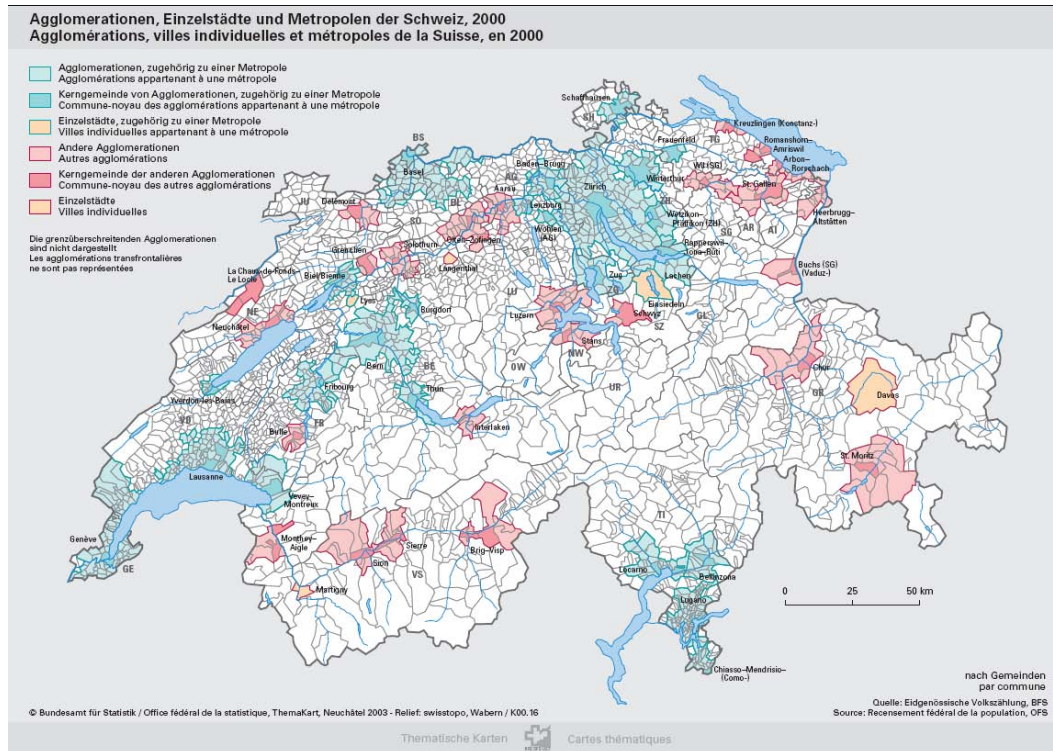 Agglomerationen, Einzelstädte und Metropolen der Schweiz, 2000
Agglomérations, villes individuelles et métropoles de la Suisse, en 2000
Agglomerationen, zugehörig zu einer Metropole
Agglomérations appartenant à une métropole
Kerngemeinde von Agglomerationen, zugehörig zu einer Metropole
Commune-noyau des agglomérations appartenant à une métropole
Einzelstädte, zugehörig zu einer Metropole
Villes individuelles appartenant à une métropole
Andere Agglomerationen
Autres agglomérations
Kerngemeinde der anderen Agglomerationen
Commune-noyau des autres agglomérations
Einzelstädte
Villes individuelles
Die grenzüberschreitenden Agglomerationen
sind nicht dargestellt
Les agglomérations transfrontalières
ne sont pas représentées
Schaffhausen
SH
Kreuzlingen (Konstanz-)
TG
Romanshorn-
Amriswil
Arbon-
Rorschach
Frauenfeld
BS
Basel
Baden-Brugg
AG
Zürich
Winterthur
ZH
Wil (SG)
St. Gallen
BL
Aarau
Lenzburg
Wohlen
(AG)
Wetzikon-
Pfäffikon (ZH)
Heerbrugg-
Altstätten
JU
Delémont
SO
Olten-Zofingen
SG
AR
AI
Rapperswil-
Jona-Rüti
Grenchen
Solothurn
Langenthal
Buchs (SG)
(Vaduz-)
La Chaux-de-Fonds-
Le Locle
Biel/Bienne
Lyss
Zug
ZG
Lachen
Einsiedeln
NE
Neuchâtel
Burgdorf
LU
Luzern
Schwyz
SZ
GL
Stans
NW
BE
Bern
OW
Chur
UR
GR
Fribourg
Thun
Davos
Yverdon-les-Bains
VD
FR
Bulle
Interlaken
St. Moritz
Lausanne
Vevey-
Montreux
TI
Genève
GE
Monthey-
Aigle
Sion
Sierre
Brig-Visp
VS
Martigny
Locarno
Bellinzona
Lugano
Chiasso-Mendrisio-
(Como-)
0 25 50 km
nach Gemeinden
par commune
© Bundesamt für Statistik / Office fédéral de la statistique, ThemaKart, Neuchâtel 2003 - Relief: swisstopo, Wabern / K00.16
Quelle: Eidgenössische Volkszählung, BFS
Source: Recensement fédéral de la population, OFS
Thematische Karten
Cartes thématiques